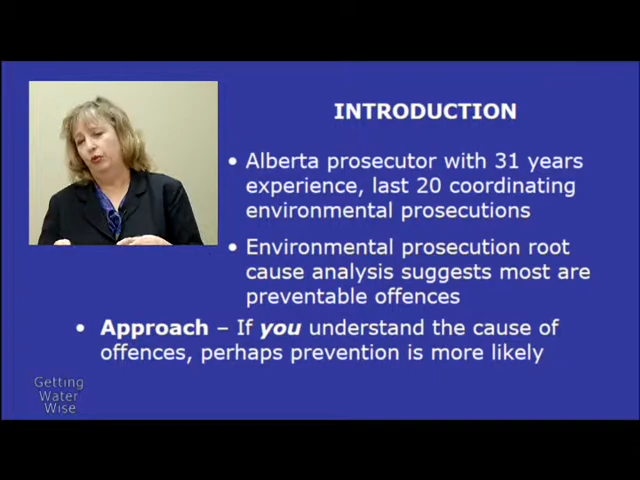 INTRODUCTION
• Alberta prosecutor with 31 years
experience, last 20 coordinating
environmental prosecutions
• Environmental prosecution root
cause analysis suggests most are
preventable offences
• Approach – If you understand the cause of
offences, perhaps prevention is more likely
Getting
Water
Wise